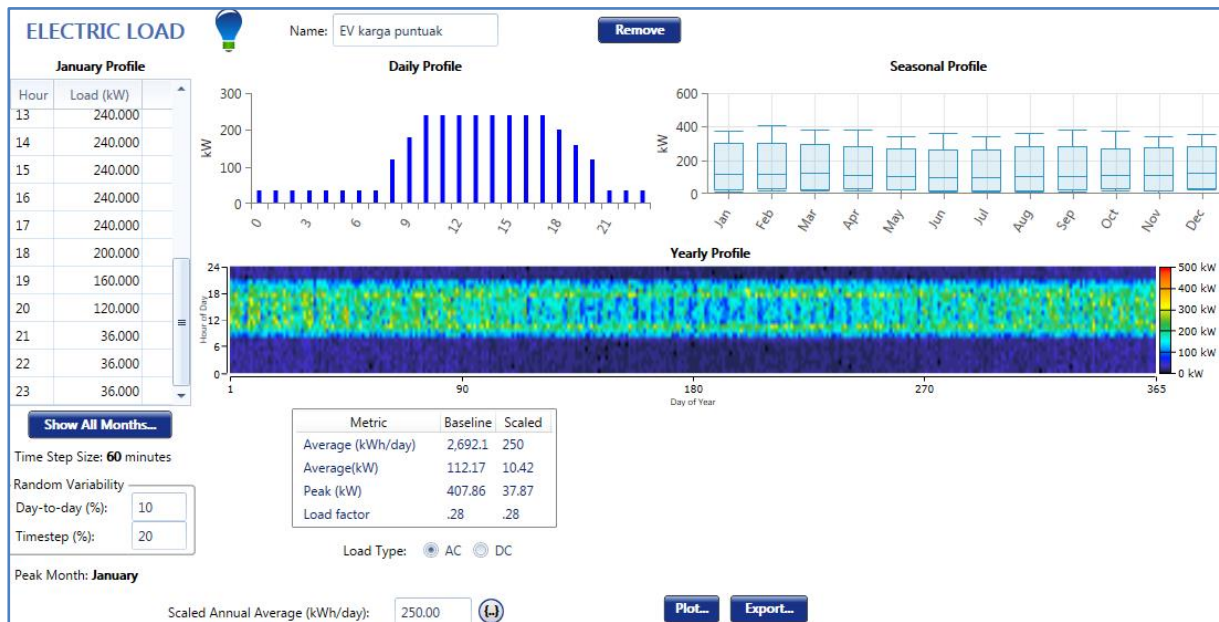 ELECTRIC LOAD
Name: EV karga puntuak
Remove
January Profile
Hour Load (kW)
13 240.000
14 240.000
15 240.000
16 240.000
17 240.000
18 200.000
19 160.000
20 120.000
21 36.000
22 36.000
23 36.000
Show All Months...
Time Step Size: 60 minutes
Random Variability
Day-to-day (%): 10
Timestep (%): 20
Peak Month: January
Daily Profile
kW
300
200
100
0
0 3 6 9 12 15 18 21
Seasonal Profile
kW
600
400
200
0
Jan Feb Mar Apr May Jun Jul Aug Sep Oct Nov Dec
Yearly Profile
Hour of Day
24
18
12
6
0
1 90 180 270 365
Day of Year
500 kW
400 kW
300 kW
200 kW
100 kW
0 kW
Metric Baseline Scaled
Average (kWh/day) 2,692.1 250
Average(kW) 112.17 10.42
Peak (kW) 407.86 37.87
Load factor .28 .28
Load Type: AC DC
Scaled Annual Average (kWh/day): 250.00 {..}
Plot... Export...